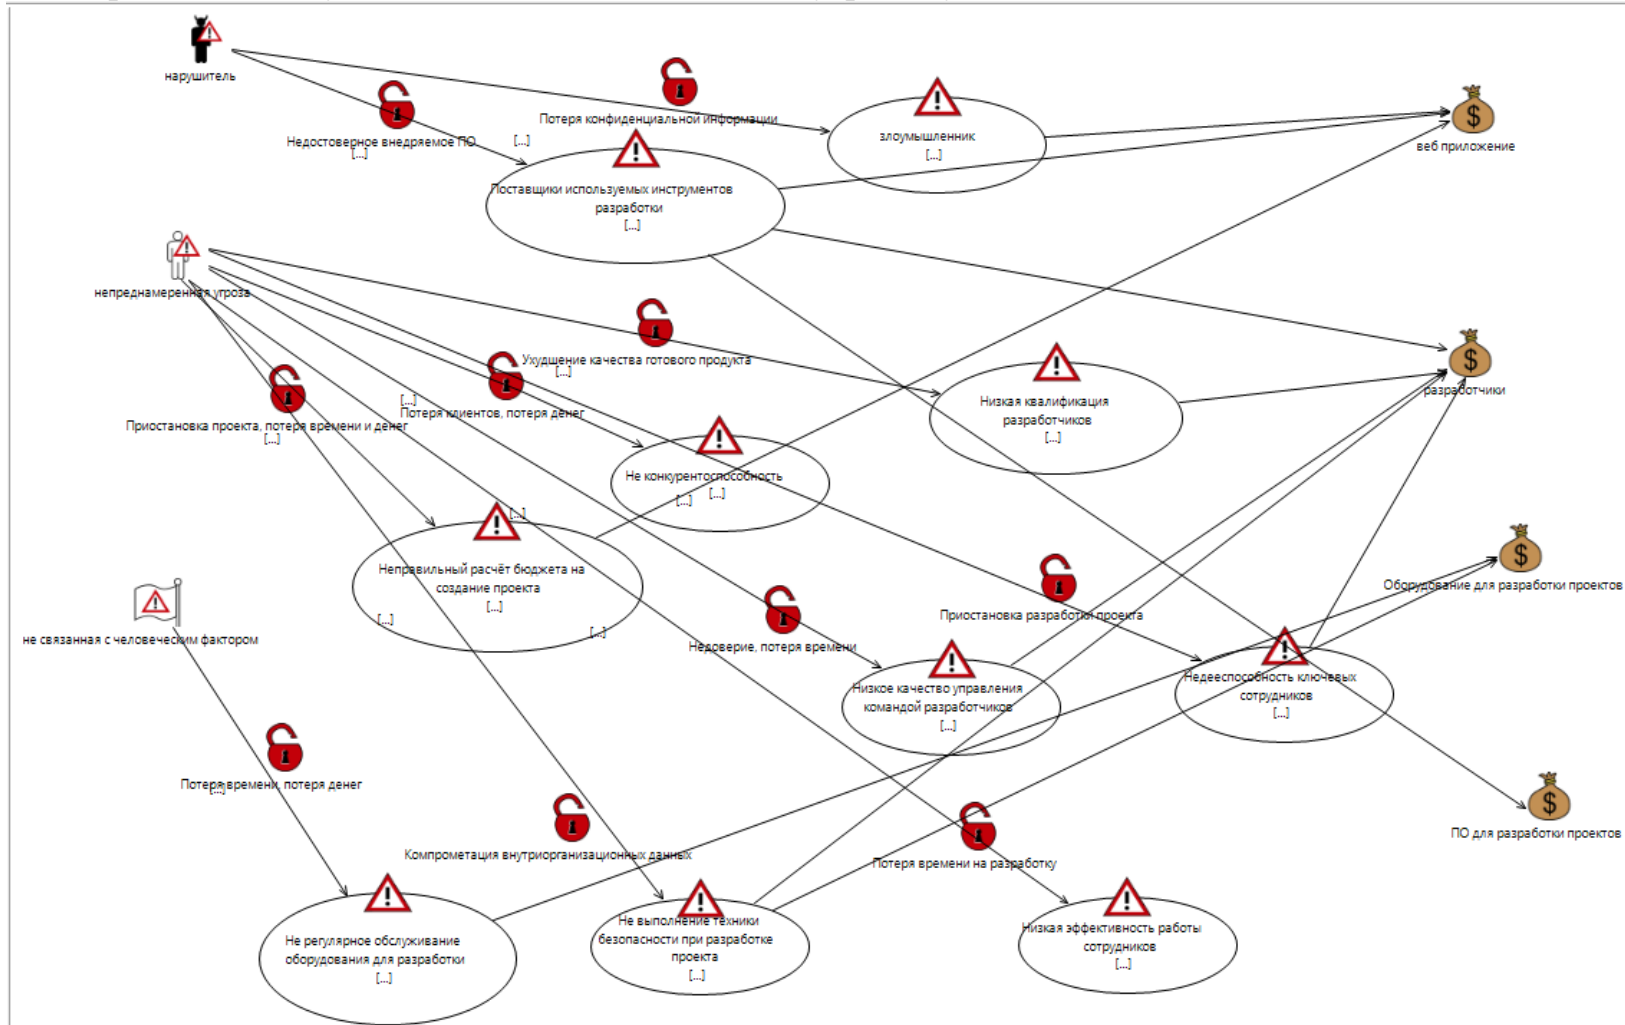 нарушитель
Потеря конфиденциальной информации
Недостоверное внедряемое ПО
[...]
[...]
злоумышленник
[...]
веб приложение
Поставщики используемых инструментов
разработки
[...]
непреднамеренная угроза
Ухудшение качества готового продукта
[...]
разработчики
[...]
Потеря клиентов, потеря денег
Приостановка проекта, потеря времени и денег
[...]
Низкая квалификация
разработчиков
[...]
Не конкурентоспособность
[...]
[...]
[...]
Неправильный расчёт бюджета на
создание проекта
[...]
[...]
[...]
Оборудование для разработки проектов
Приостановка разработки проекта
не связанная с человеческим фактором
Недоверие, потеря времени
Низкое качество управления
командой разработчиков
[...]
Недееспособность ключевых
сотрудников
[...]
Потеря времени, потеря денег
[...]
ПО для разработки проектов
Компрометация внутриорганизационных данных
Потеря времени на разработку
Не регулярное обслуживание
оборудования для разработки
[...]
Не выполнение техники
безопасности при разработке
проекта
[...]
Низкая эффективность работы
сотрудников
[...]